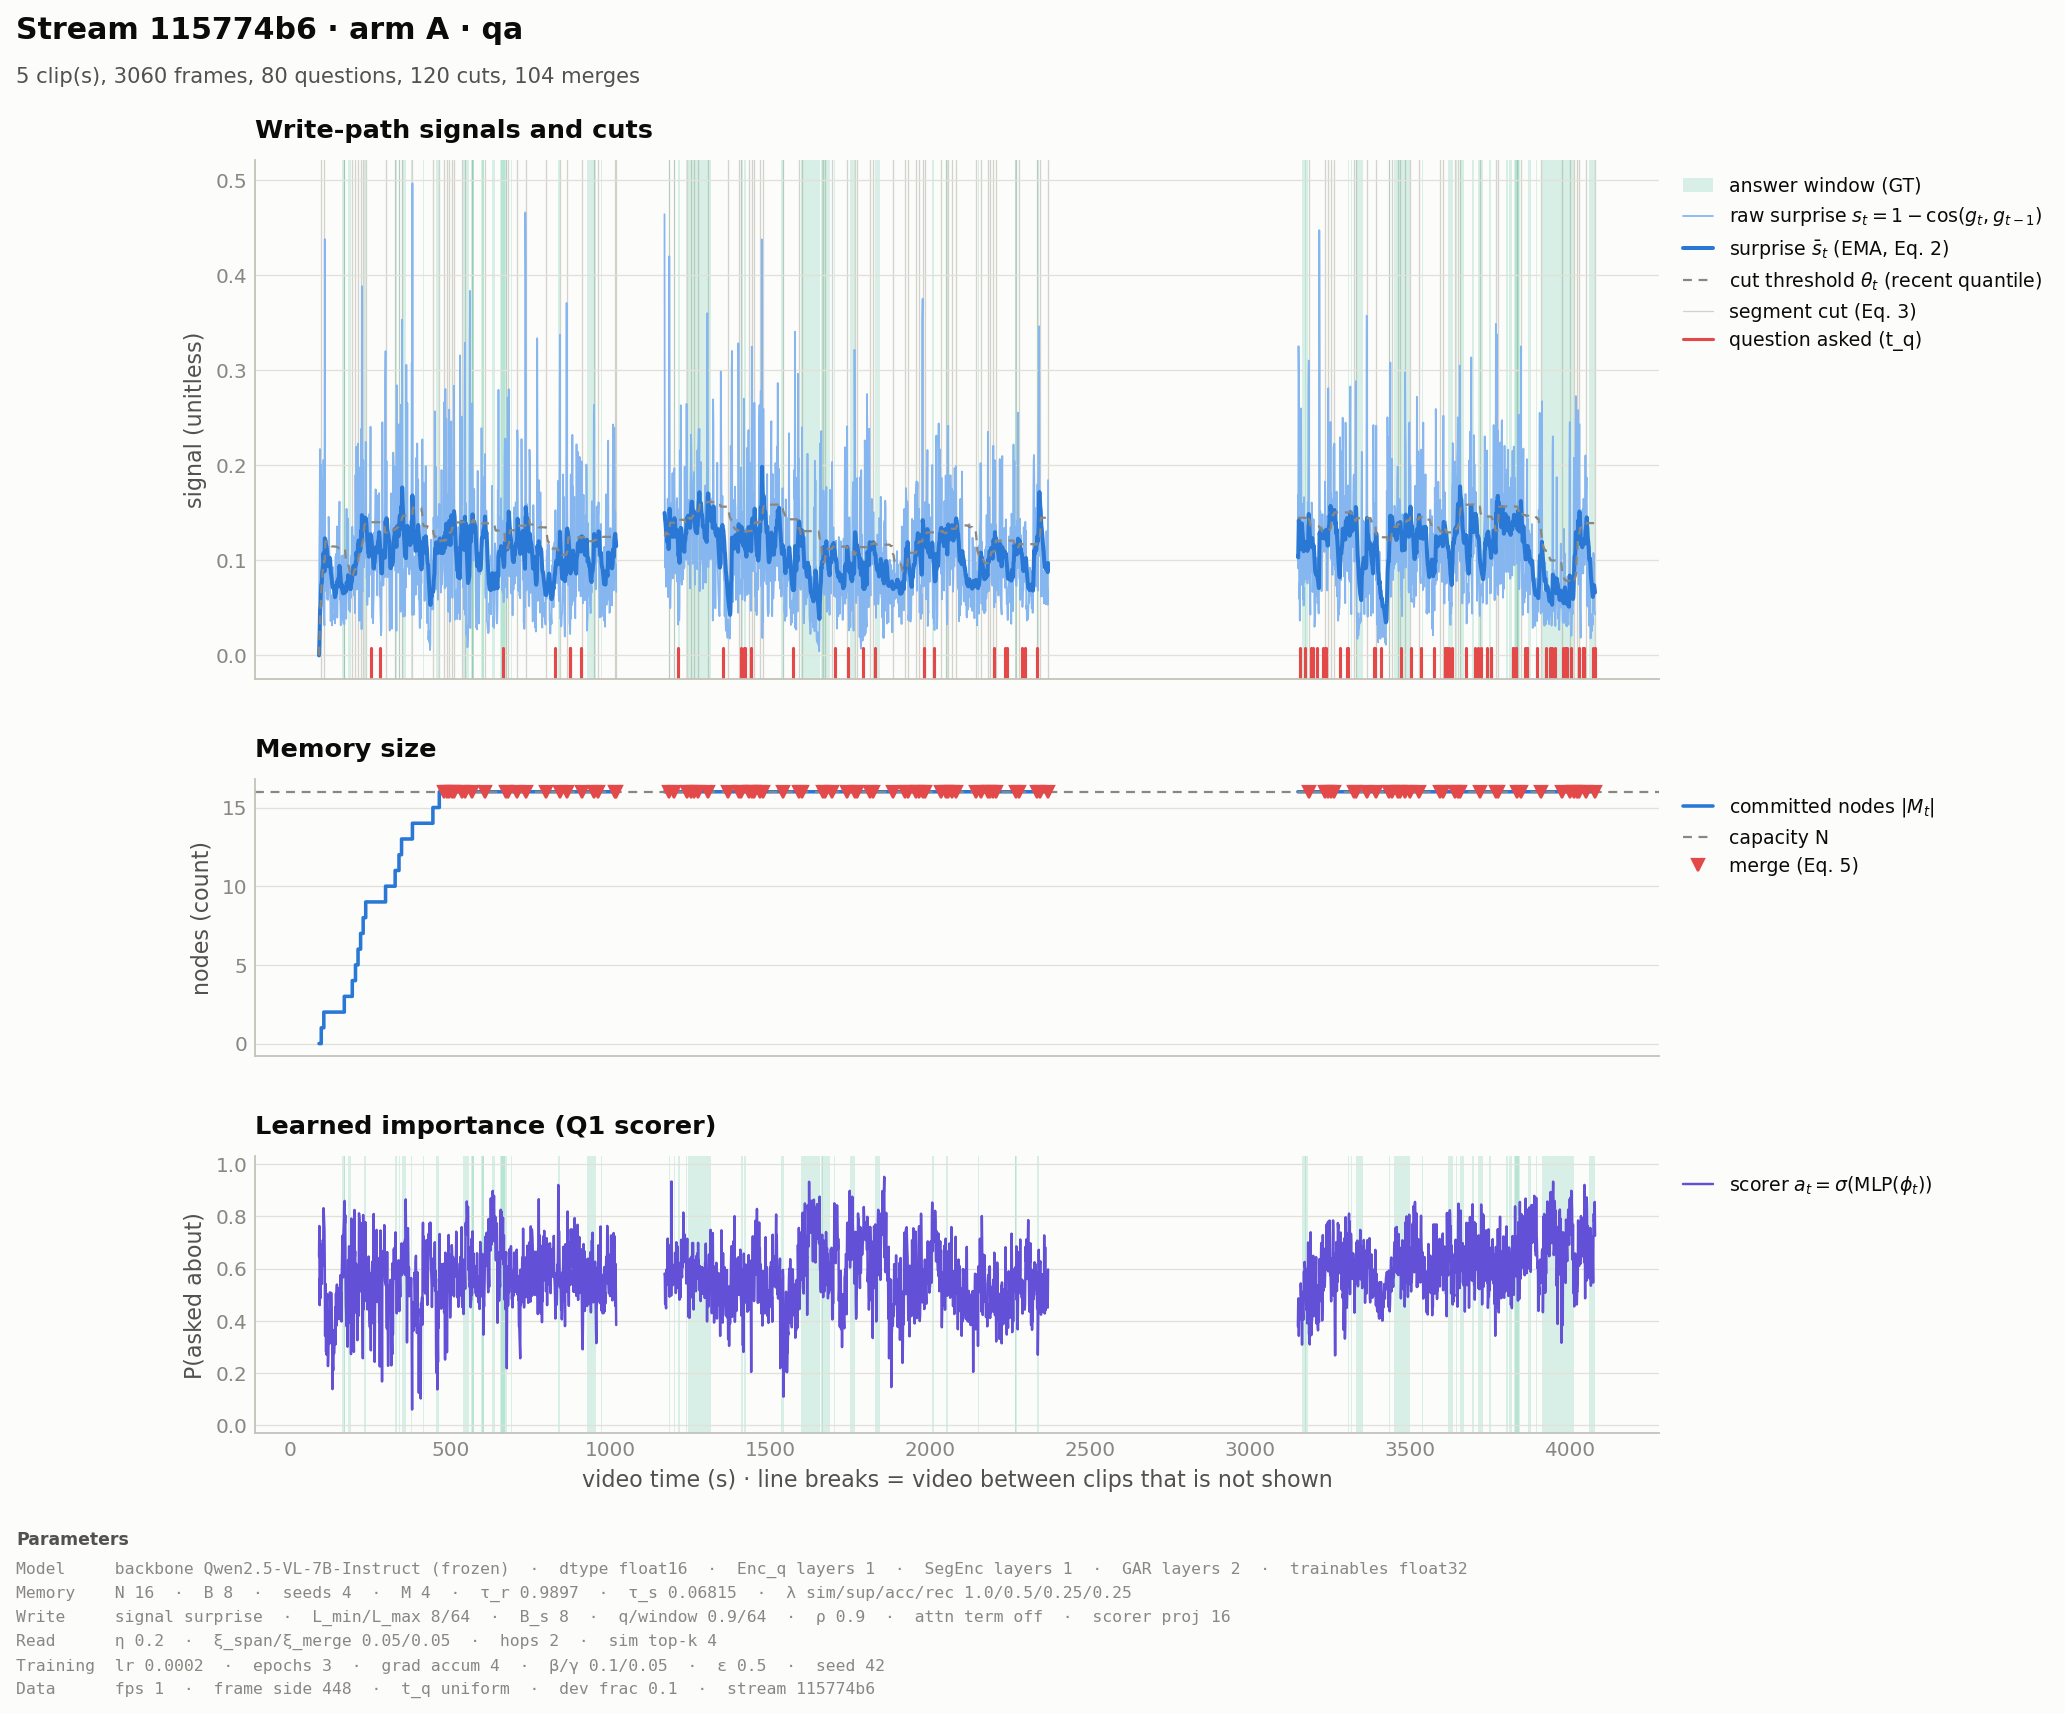 Stream 115774b6 · arm A · qa
5 clip(s), 3060 frames, 80 questions, 120 cuts, 104 merges
Write-path signals and cuts
signal (unitless)
0.5
0.4
0.3
0.2
0.1
0.0
answer window (GT)
raw surprise s_t = 1 − cos(g_t, g_{t−1})
surprise s̄_t (EMA, Eq. 2)
cut threshold θ_t (recent quantile)
segment cut (Eq. 3)
question asked (t_q)
Memory size
nodes (count)
15
10
5
0
committed nodes |M_t|
capacity N
merge (Eq. 5)
Learned importance (Q1 scorer)
P(asked about)
1.0
0.8
0.6
0.4
0.2
0.0
scorer a_t = σ(MLP(ϕ_t))
0 500 1000 1500 2000 2500 3000 3500 4000
video time (s) · line breaks = video between clips that is not shown
Parameters
Model backbone Qwen2.5-VL-7B-Instruct (frozen) · dtype float16 · Enc_q layers 1 · SegEnc layers 1 · GAR layers 2 · trainables float32
Memory N 16 · B 8 · seeds 4 · M 4 · τ_r 0.9897 · τ_s 0.06815 · λ sim/sup/acc/rec 1.0/0.5/0.25/0.25
Write signal surprise · L_min/L_max 8/64 · B_s 8 · q/window 0.9/64 · ρ 0.9 · attn term off · scorer proj 16
Read η 0.2 · ξ_span/ξ_merge 0.05/0.05 · hops 2 · sim top-k 4
Training lr 0.0002 · epochs 3 · grad accum 4 · β/γ 0.1/0.05 · ε 0.5 · seed 42
Data fps 1 · frame side 448 · t_q uniform · dev frac 0.1 · stream 115774b6